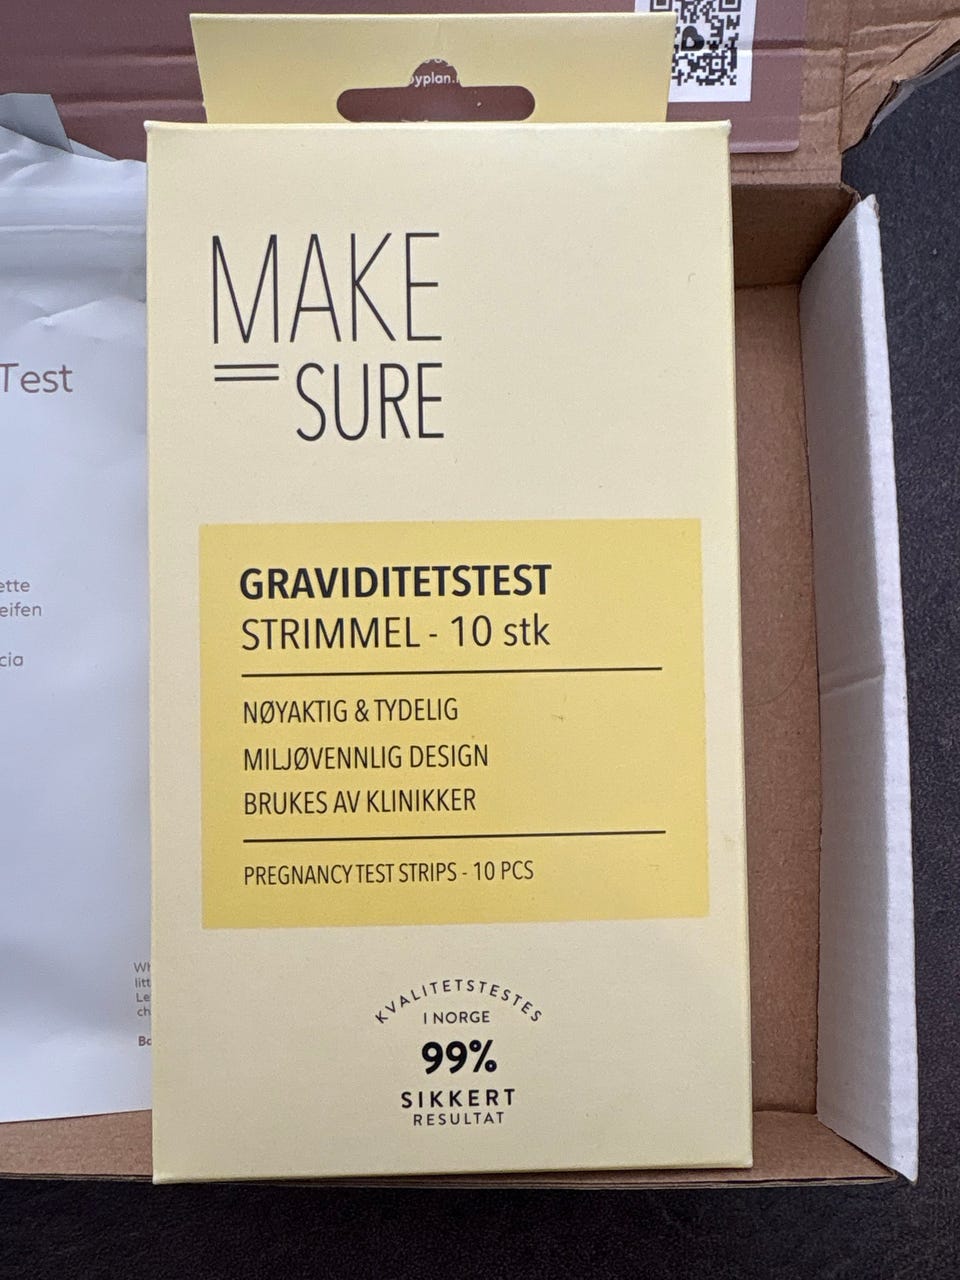 MAKE
SURE
GRAVIDITETSTEST
STRIMMEL - 10 stk
NØYAKTIG & TYDELIG
MILJØVENNLIG DESIGN
BRUKES AV KLINIKKER
PREGNANCY TEST STRIPS - 10 PCS
KVALITETSTESTES
I NORGE
99%
SIKKERT
RESULTAT
Test